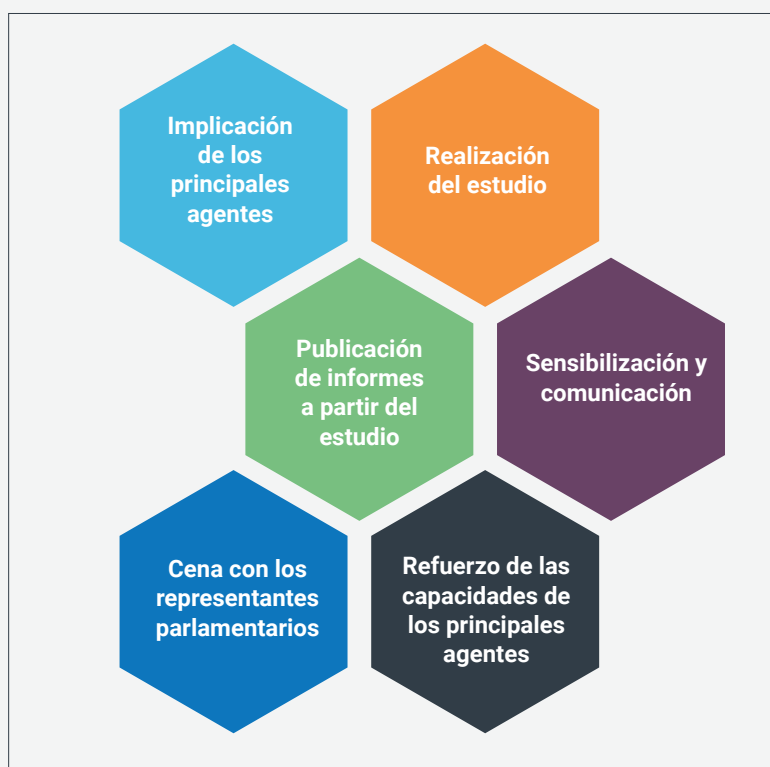 Implicación
de los
principales
agentes
Realización
del estudio
Publicación
de informes
a partir del
estudio
Sensibilización y
comunicación
Cena con los
representantes
parlamentarios
Refuerzo de las
capacidades de
los principales
agentes